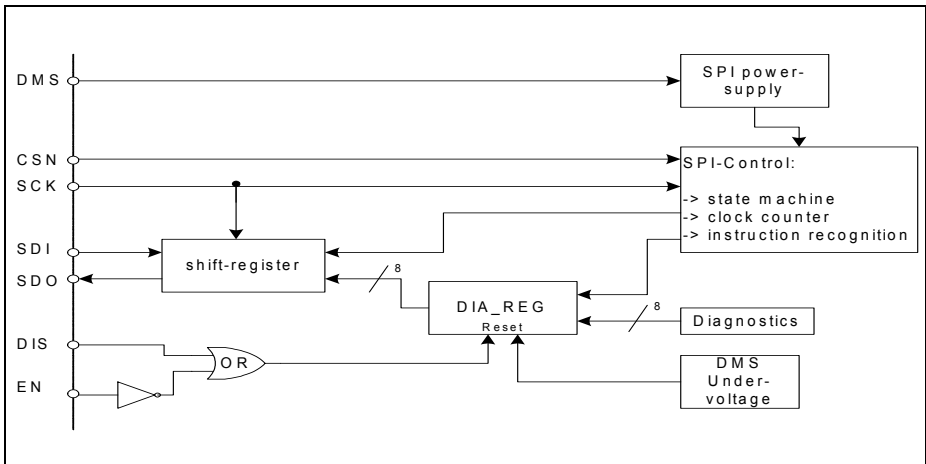 DMS
SPI power-
supply
CSN
SCK
SPI-Control:
-> state machine
-> clock counter
-> instruction recognition
SDI
SDO
shift-register
8
DIA_REG
Reset
8
Diagnostics
DIS
EN
OR
DMS
Under-
voltage